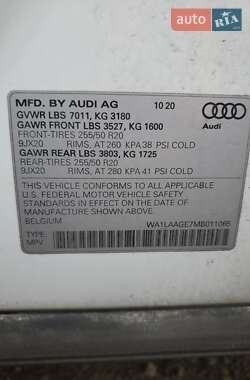 RIA.com
MFD. BY AUDI AG 10 20
GVWR LBS 7011, KG 3180
GAWR FRONT LBS 3527, KG 1600
FRONT-TIRES 255/50 R20
9JX20 RIMS, AT 260 KPA 38 PSI COLD
GAWR REAR LBS 3803, KG 1725
REAR-TIRES 255/50 R20
9JX20 RIMS, AT 280 KPA 41 PSI COLD
Audi
THIS VEHICLE CONFORMS TO ALL APPLICABLE
U.S. FEDERAL MOTOR VEHICLE SAFETY
STANDARDS IN EFFECT ON THE DATE OF
MANUFACTURE SHOWN ABOVE.
TYPE: WA1LAAGE7MB011065
MPV
BELGIUM